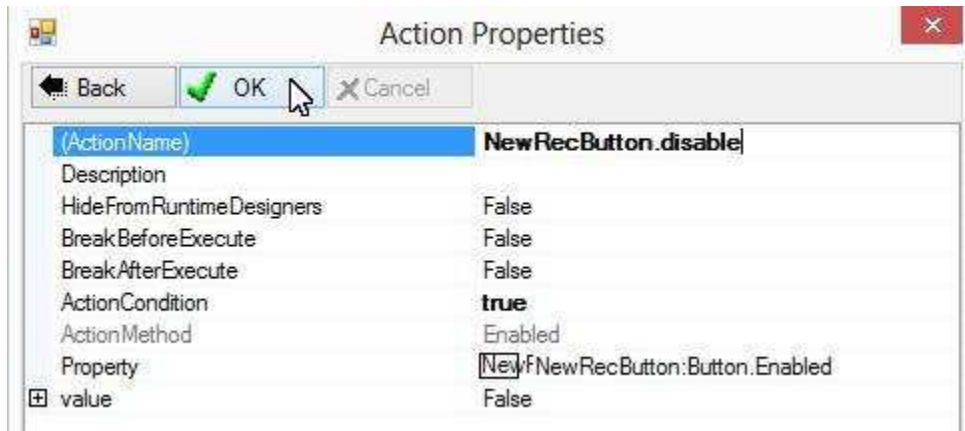 Action Properties
Back OK Cancel
(ActionName) NewRecButton.disable
Description
HideFromRuntimeDesigners False
BreakBeforeExecute False
BreakAfterExecute False
ActionCondition true
ActionMethod Enabled
Property New NewRecButton:Button.Enabled
value False